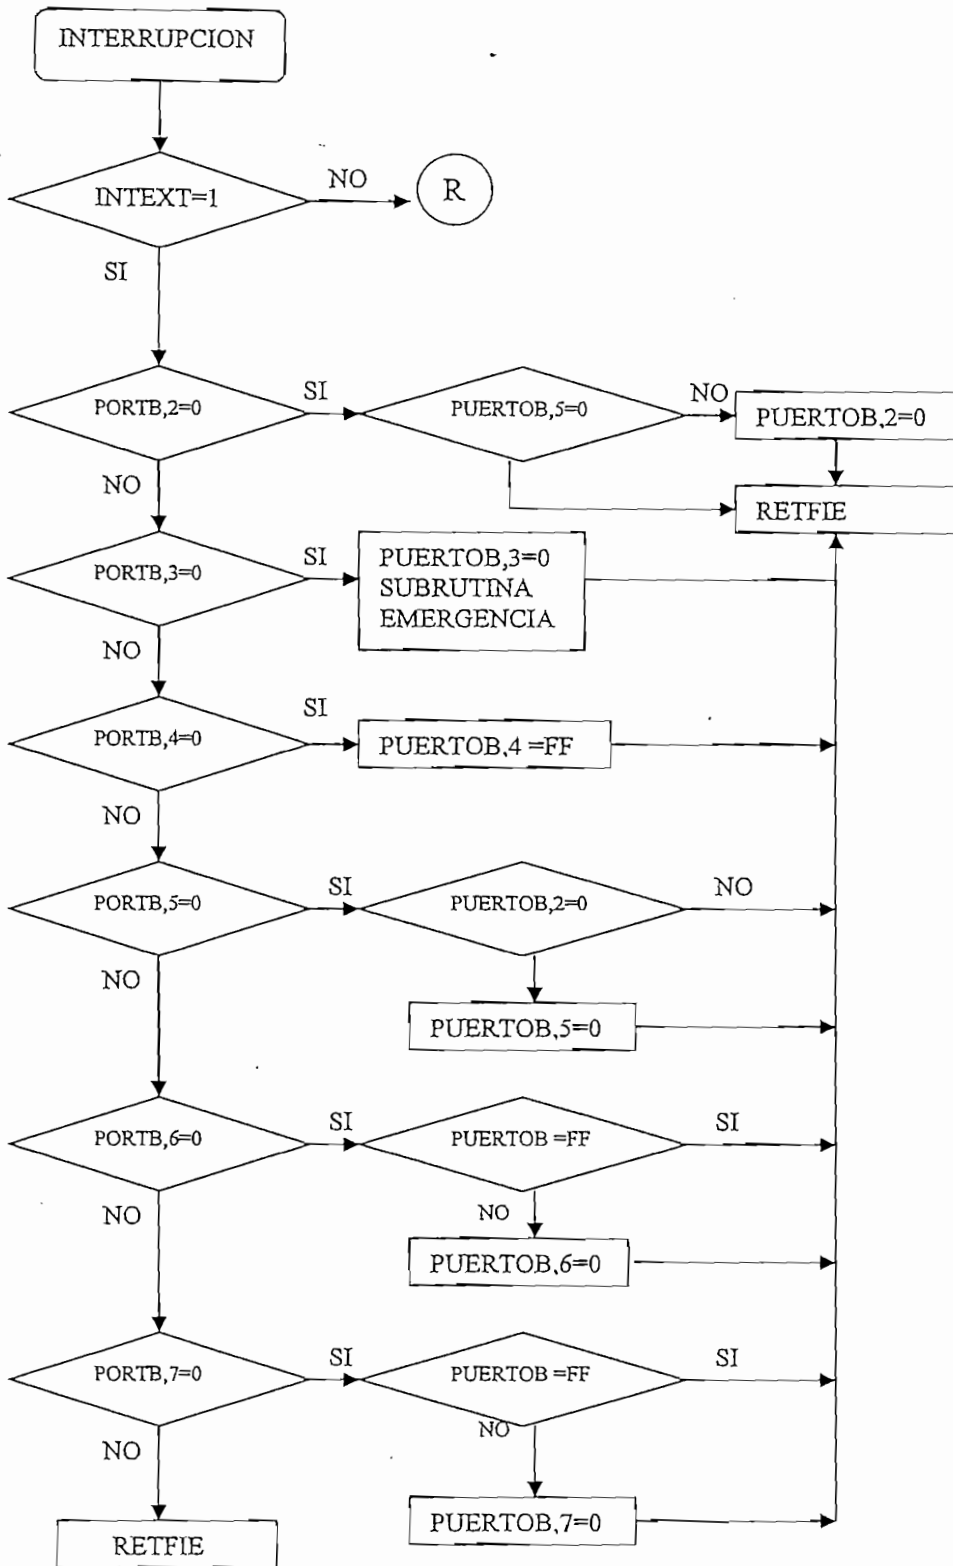 INTERRUPCION
INTEXT=1
NO
R
SI
PORTB,2=0
SI
PUERTOB,5=0
NO
PUERTOB,2=0
NO
RETFIE
PORTB,3=0
SI
PUERTOB,3=0
SUBRUTINA
EMERGENCIA
NO
PORTB,4=0
SI
PUERTOB,4 =FF
NO
PORTB,5=0
SI
PUERTOB,2=0
NO
NO
PUERTOB,5=0
PORTB,6=0
SI
PUERTOB =FF
SI
NO
NO
PUERTOB,6=0
PORTB,7=0
SI
PUERTOB =FF
SI
NO
NO
PUERTOB,7=0
RETFIE